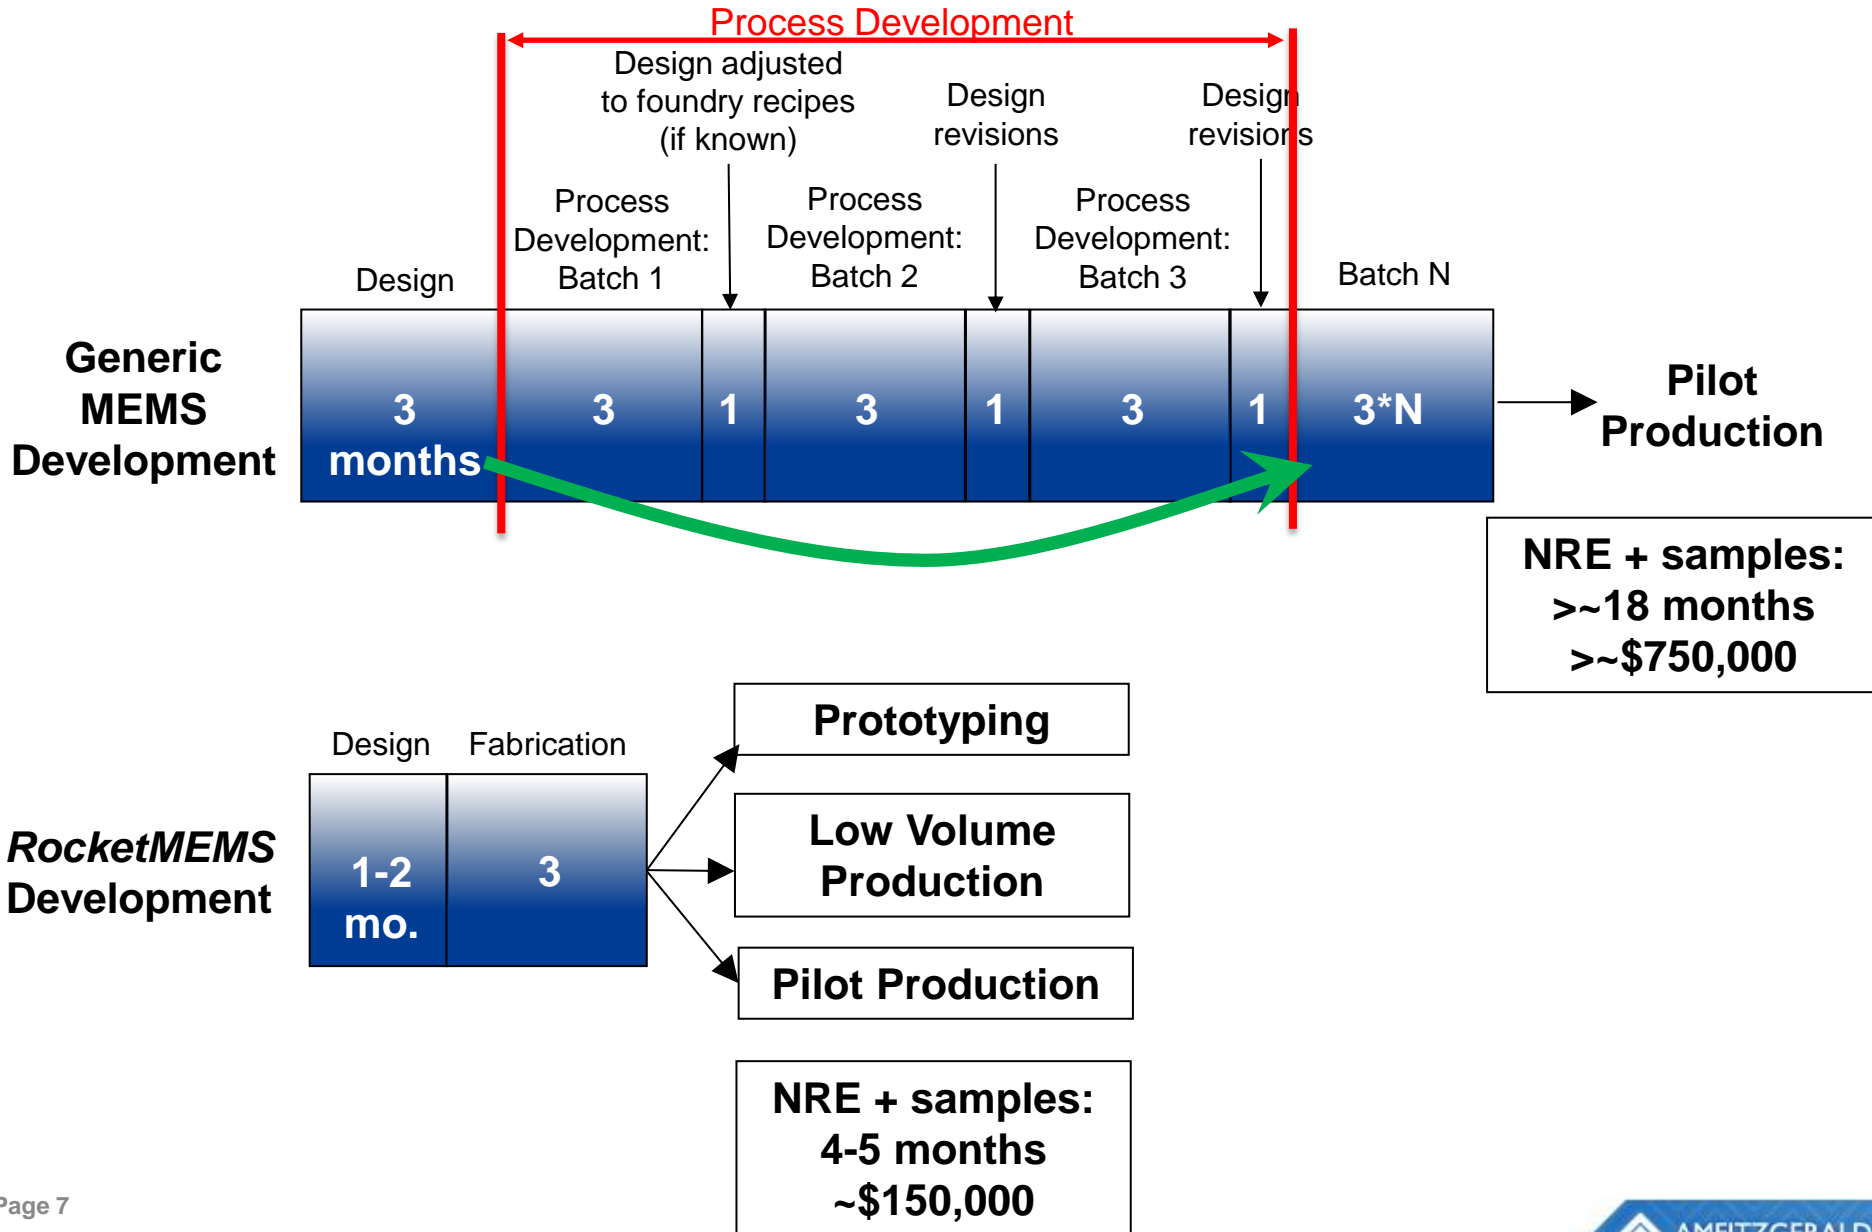 Process Development
Design adjusted
to foundry recipes
(if known)
Design
revisions
Design
revisions
Process
Development:
Batch 1
Process
Development:
Batch 2
Process
Development:
Batch 3
Design
Batch N
Generic
MEMS
Development
3
months
3
1
3
1
3
1
3*N
Pilot
Production
NRE + samples:
>~18 months
>~$750,000
Design
Fabrication
RocketMEMS
Development
1-2
mo.
3
Prototyping
Low Volume
Production
Pilot Production
NRE + samples:
4-5 months
~$150,000
Page 7
AMFITZGERALD